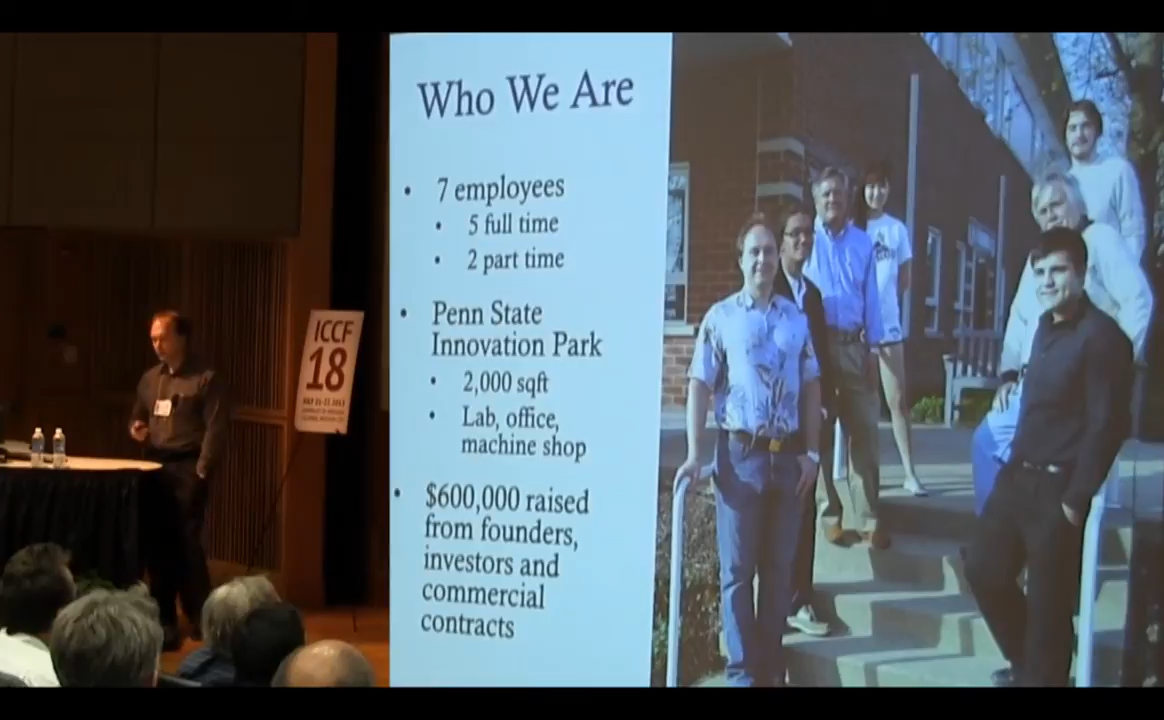 Who We Are
• 7 employees
• 5 full time
• 2 part time
• Penn State
Innovation Park
• 2,000 sqft
• Lab, office,
machine shop
• $600,000 raised
from founders,
investors and
commercial
contracts
ICCF
18